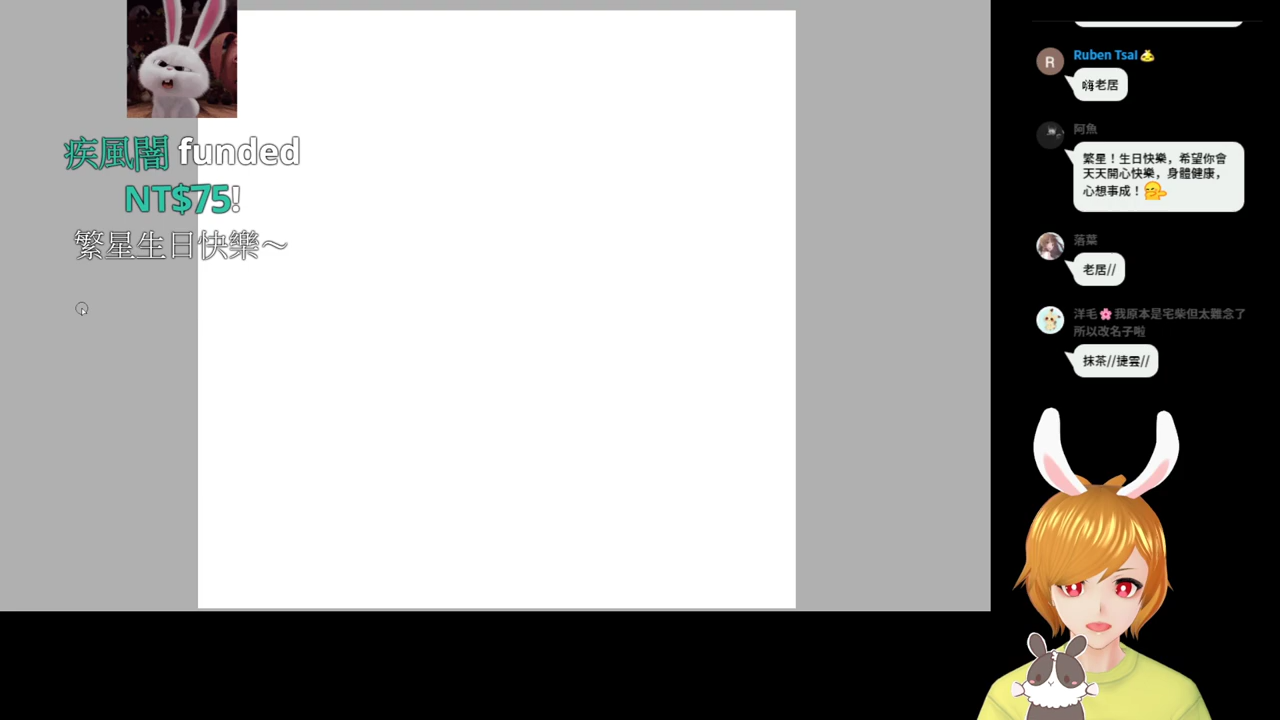 疾風闇 funded
NT$75!
繁星生日快樂～
Ruben TsaI
R
嗨老居
阿魚
繁星！生日快樂，希望你會
天天開心快樂，身體健康，
心想事成！
落葉
老居//
洋毛🌸我原本是宅柴但太難念了
所以改名子啦
抹茶//捷雲//